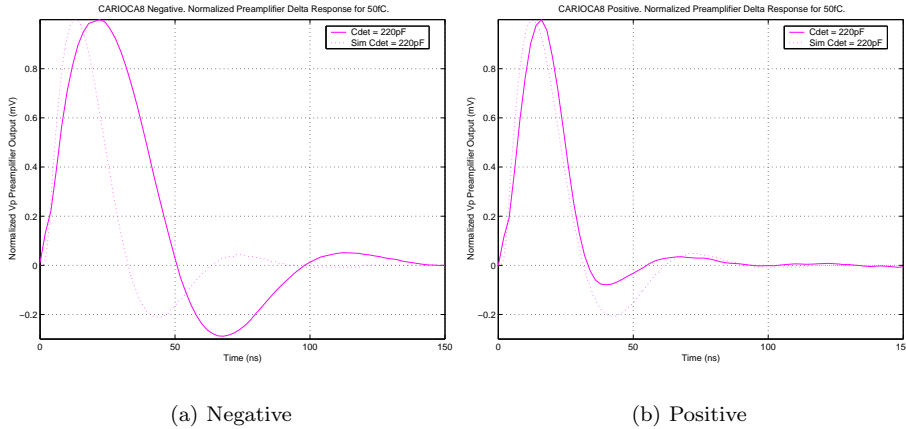 CARIOCA8 Negative. Normalized Preamplifier Delta Response for 50fC.
Cdet = 220pF
Sim Cdet = 220pF
Normalized Vp Preamplifier Output (mV)
0.8
0.6
0.4
0.2
0
−0.2
0 50 100 150
Time (ns)
(a) Negative
CARIOCA8 Positive. Normalized Preamplifier Delta Response for 50fC.
Cdet = 220pF
Sim Cdet = 220pF
Normalized Vp Preamplifier Output (mV)
0.8
0.6
0.4
0.2
0
−0.2
0 50 100 150
Time (ns)
(b) Positive